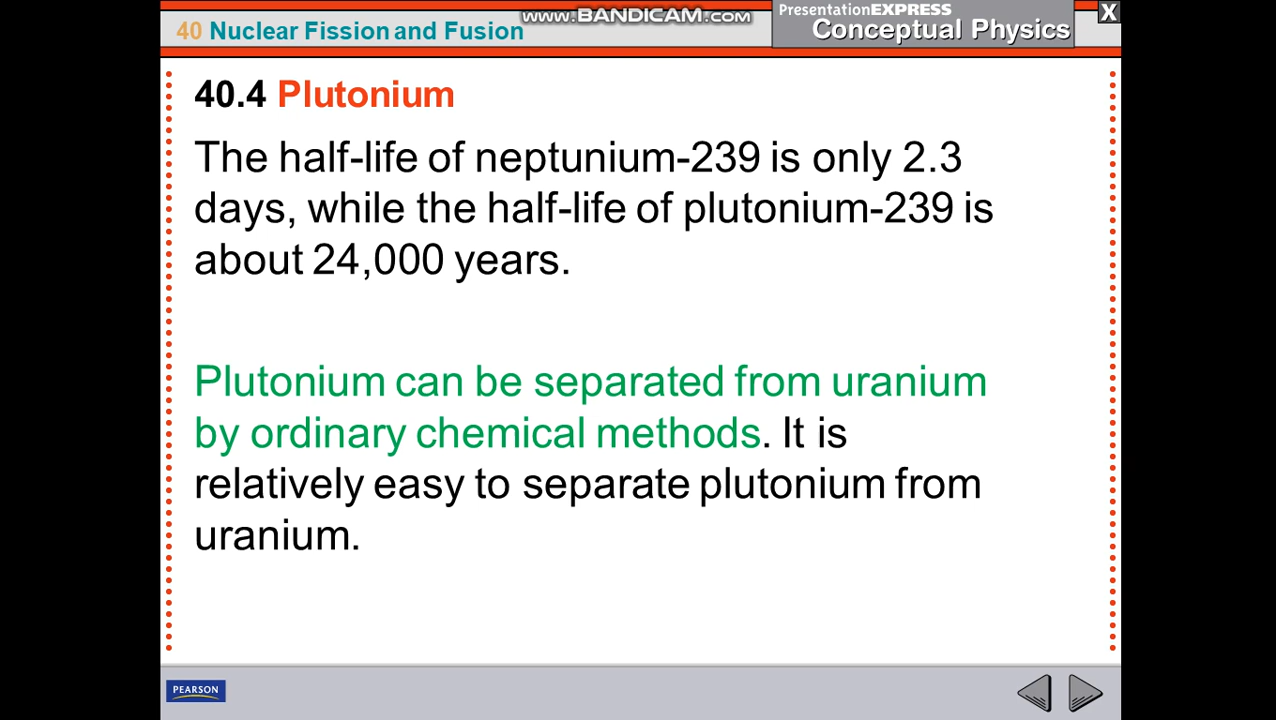 www.BANDICAM.com
PresentationEXPRESS
X
40 Nuclear Fission and Fusion
Conceptual Physics
40.4 Plutonium
The half-life of neptunium-239 is only 2.3
days, while the half-life of plutonium-239 is
about 24,000 years.
Plutonium can be separated from uranium
by ordinary chemical methods. It is
relatively easy to separate plutonium from
uranium.
PEARSON